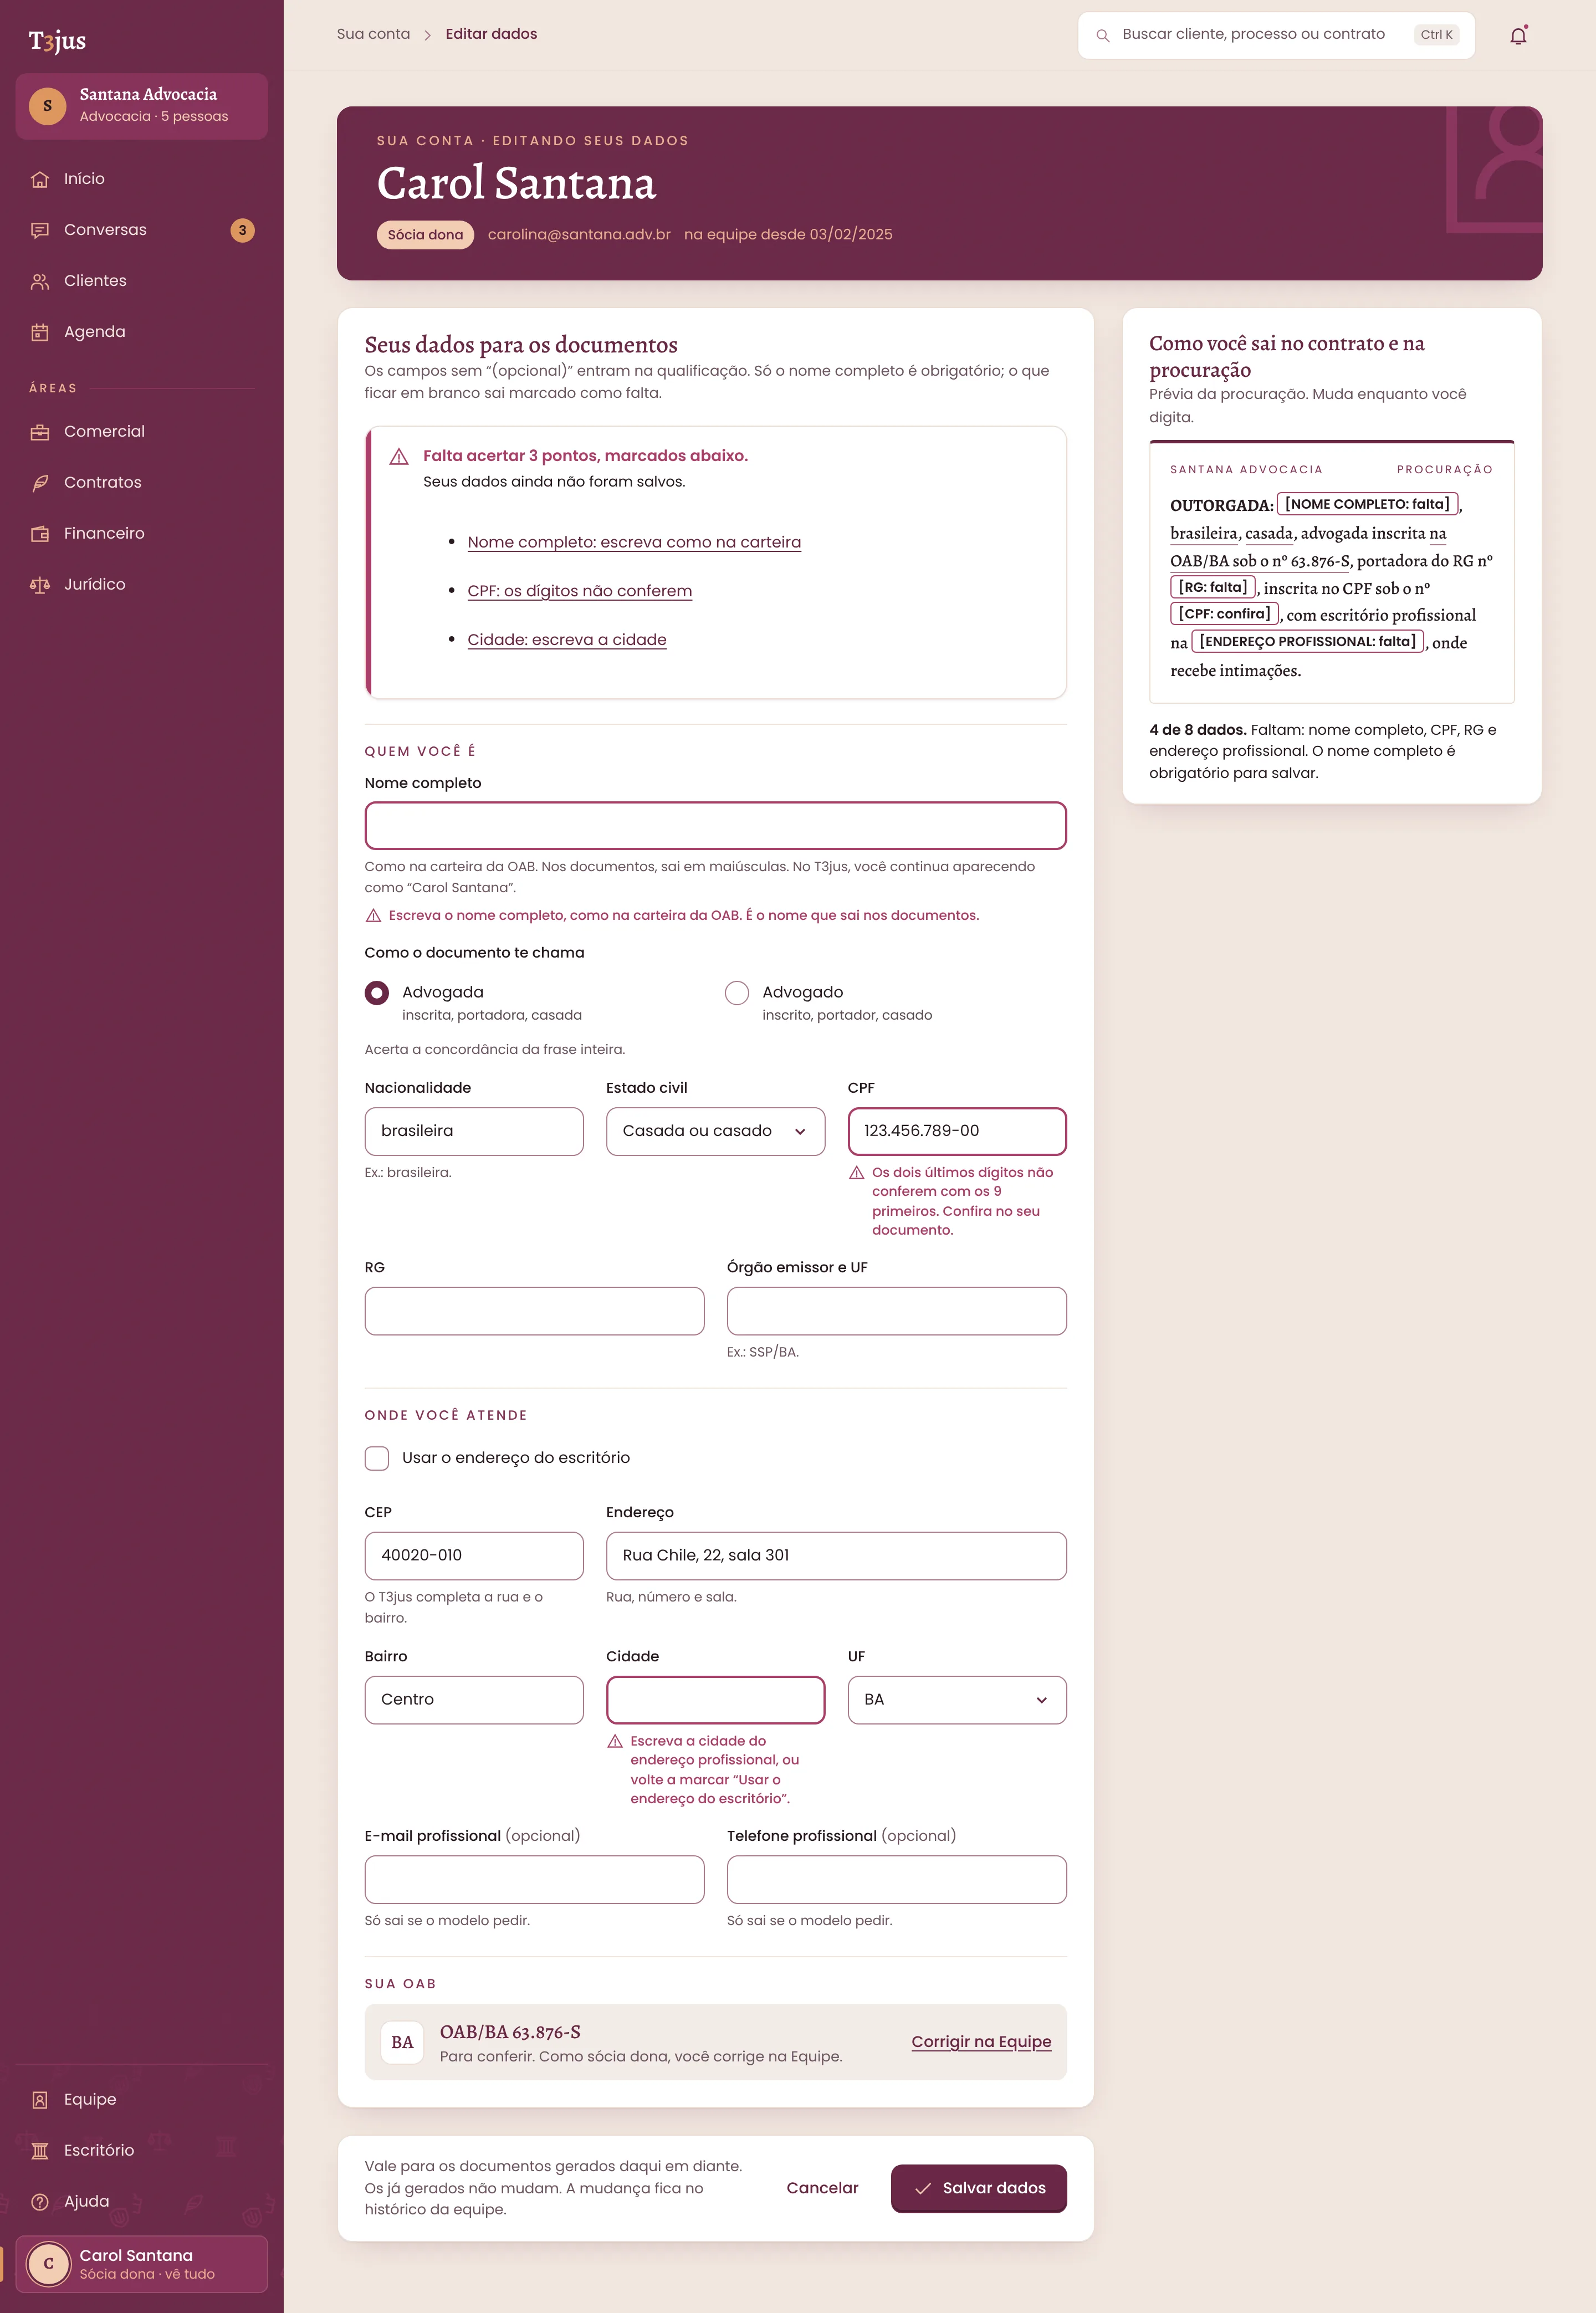 T3jus
S
Santana Advocacia
Advocacia · 5 pessoas
Início
Conversas
3
Clientes
Agenda
ÁREAS
Comercial
Contratos
Financeiro
Jurídico
Equipe
Escritório
Ajuda
C
Carol Santana
Sócia dona · vê tudo
Sua conta
Editar dados
Buscar cliente, processo ou contrato
Ctrl K
SUA CONTA · EDITANDO SEUS DADOS
Carol Santana
Sócia dona
carolina@santana.adv.br
na equipe desde 03/02/2025
Seus dados para os documentos
Os campos sem “(opcional)” entram na qualificação. Só o nome completo é obrigatório; o que
ficar em branco sai marcado como falta.
Falta acertar 3 pontos, marcados abaixo.
Seus dados ainda não foram salvos.
• Nome completo: escreva como na carteira
• CPF: os dígitos não conferem
• Cidade: escreva a cidade
QUEM VOCÊ É
Nome completo
Como na carteira da OAB. Nos documentos, sai em maiúsculas. No T3jus, você continua aparecendo
como “Carol Santana”.
Escreva o nome completo, como na carteira da OAB. É o nome que sai nos documentos.
Como o documento te chama
Advogada
inscrita, portadora, casada
Advogado
inscrito, portador, casado
Acerta a concordância da frase inteira.
Nacionalidade
brasileira
Ex.: brasileira.
Estado civil
Casada ou casado
CPF
123.456.789-00
Os dois últimos dígitos não
conferem com os 9
primeiros. Confira no seu
documento.
RG
Órgão emissor e UF
Ex.: SSP/BA.
ONDE VOCÊ ATENDE
Usar o endereço do escritório
CEP
40020-010
O T3jus completa a rua e o
bairro.
Endereço
Rua Chile, 22, sala 301
Rua, número e sala.
Bairro
Centro
Cidade
Escreva a cidade do
endereço profissional, ou
volte a marcar “Usar o
endereço do escritório”.
UF
BA
E-mail profissional (opcional)
Só sai se o modelo pedir.
Telefone profissional (opcional)
Só sai se o modelo pedir.
SUA OAB
BA
OAB/BA 63.876-S
Para conferir. Como sócia dona, você corrige na Equipe.
Corrigir na Equipe
Vale para os documentos gerados daqui em diante.
Os já gerados não mudam. A mudança fica no
histórico da equipe.
Cancelar
Salvar dados
Como você sai no contrato e na
procuração
Prévia da procuração. Muda enquanto você
digita.
SANTANA ADVOCACIA
PROCURAÇÃO
OUTORGADA: [NOME COMPLETO: falta],
brasileira, casada, advogada inscrita na
OAB/BA sob o nº 63.876-S, portadora do RG nº
[RG: falta], inscrita no CPF sob o nº
[CPF: confira], com escritório profissional
na [ENDEREÇO PROFISSIONAL: falta], onde
recebe intimações.
4 de 8 dados. Faltam: nome completo, CPF, RG e
endereço profissional. O nome completo é
obrigatório para salvar.